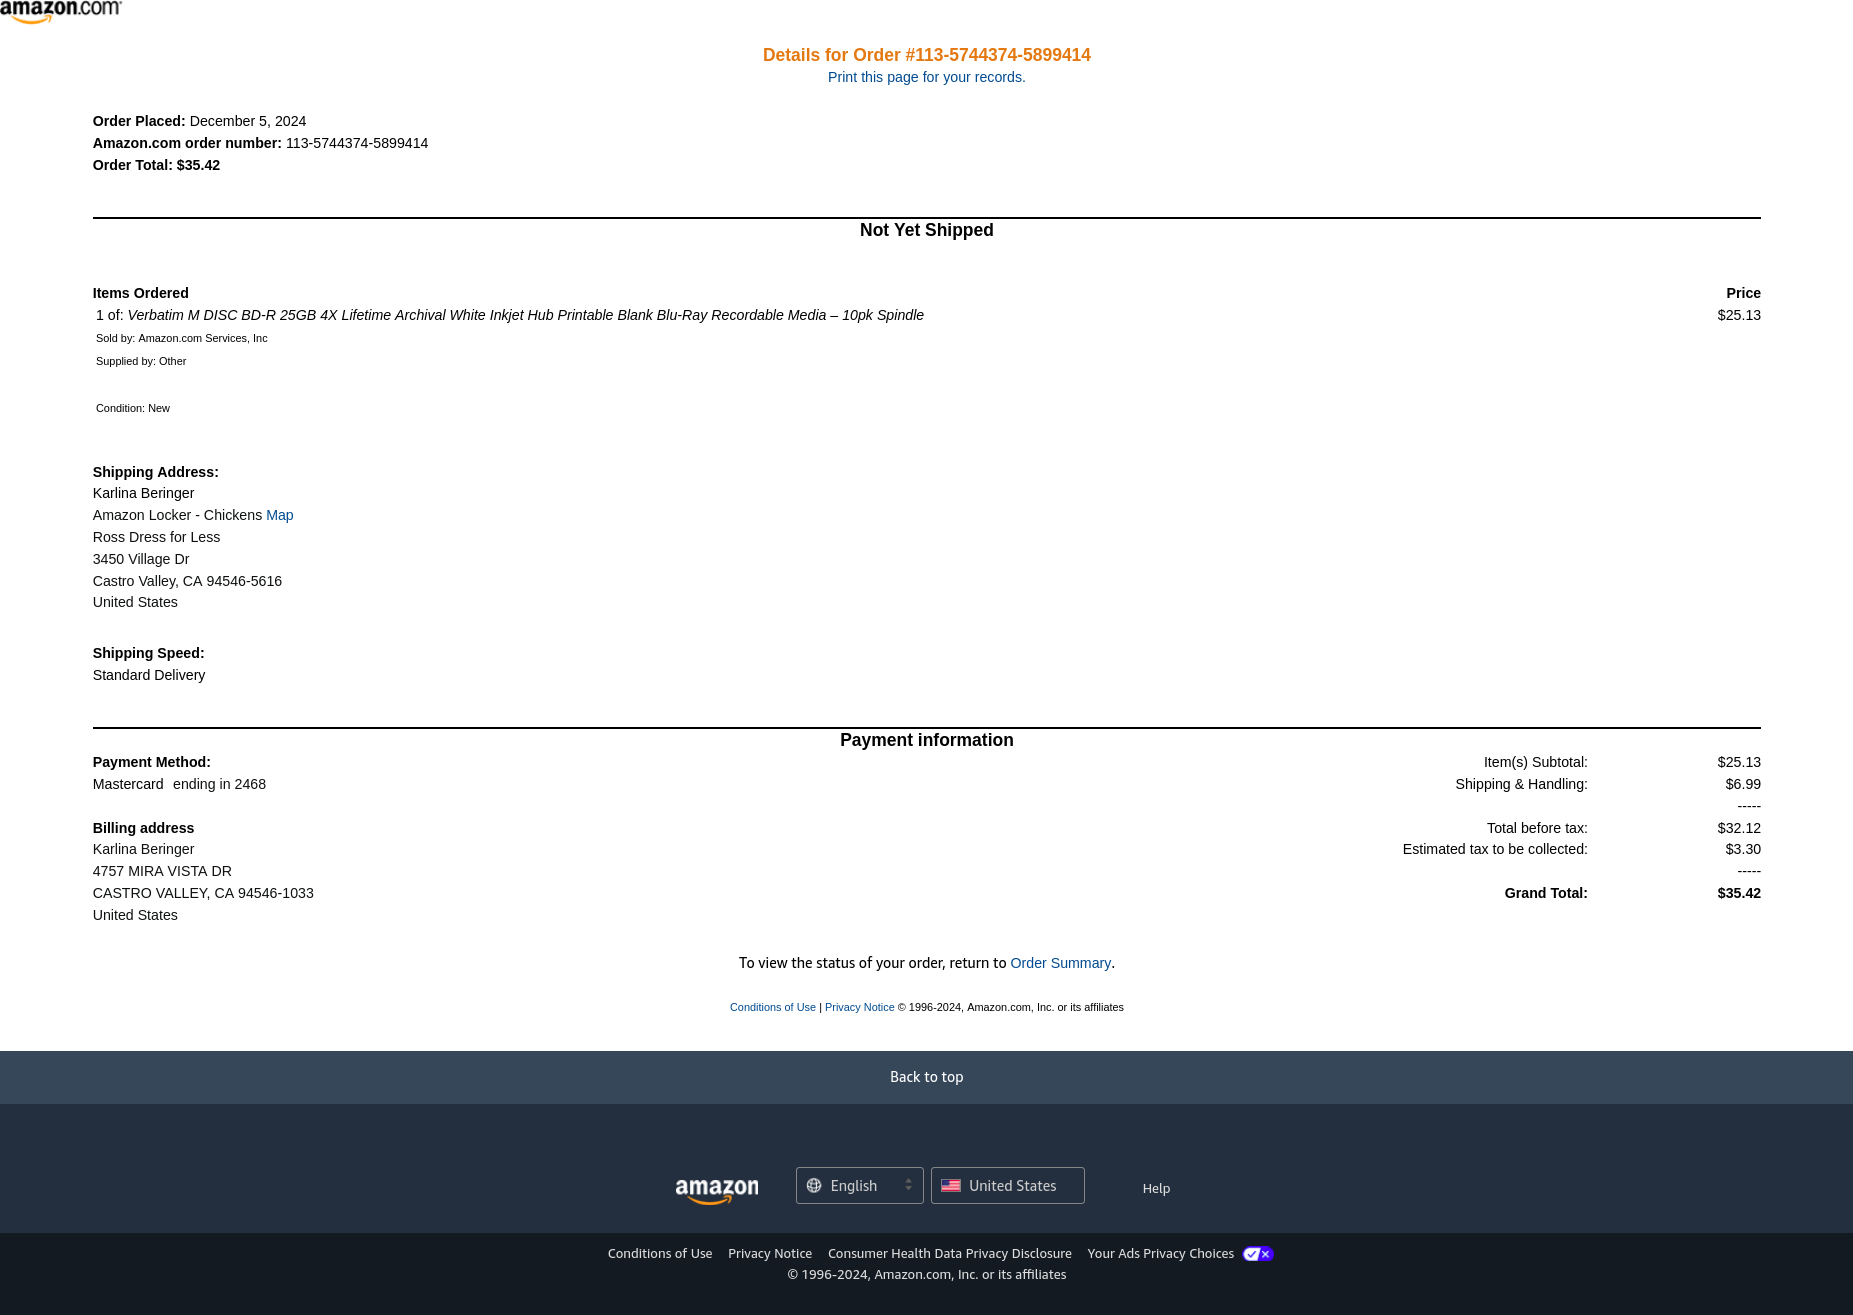 amazon.com
Details for Order #113-5744374-5899414
Print this page for your records.
Order Placed: December 5, 2024
Amazon.com order number: 113-5744374-5899414
Order Total: $35.42
Not Yet Shipped
Items Ordered Price
1 of: Verbatim M DISC BD-R 25GB 4X Lifetime Archival White Inkjet Hub Printable Blank Blu-Ray Recordable Media – 10pk Spindle $25.13
Sold by: Amazon.com Services, Inc
Supplied by: Other
Condition: New
Shipping Address:
Karlina Beringer
Amazon Locker - Chickens Map
Ross Dress for Less
3450 Village Dr
Castro Valley, CA 94546-5616
United States
Shipping Speed:
Standard Delivery
Payment information
Payment Method:
Mastercard ending in 2468
Billing address
Karlina Beringer
4757 MIRA VISTA DR
CASTRO VALLEY, CA 94546-1033
United States
Item(s) Subtotal: $25.13
Shipping & Handling: $6.99
-----
Total before tax: $32.12
Estimated tax to be collected: $3.30
-----
Grand Total: $35.42
To view the status of your order, return to Order Summary.
Conditions of Use | Privacy Notice © 1996-2024, Amazon.com, Inc. or its affiliates
Back to top
amazon English United States Help
Conditions of Use Privacy Notice Consumer Health Data Privacy Disclosure Your Ads Privacy Choices
© 1996-2024, Amazon.com, Inc. or its affiliates